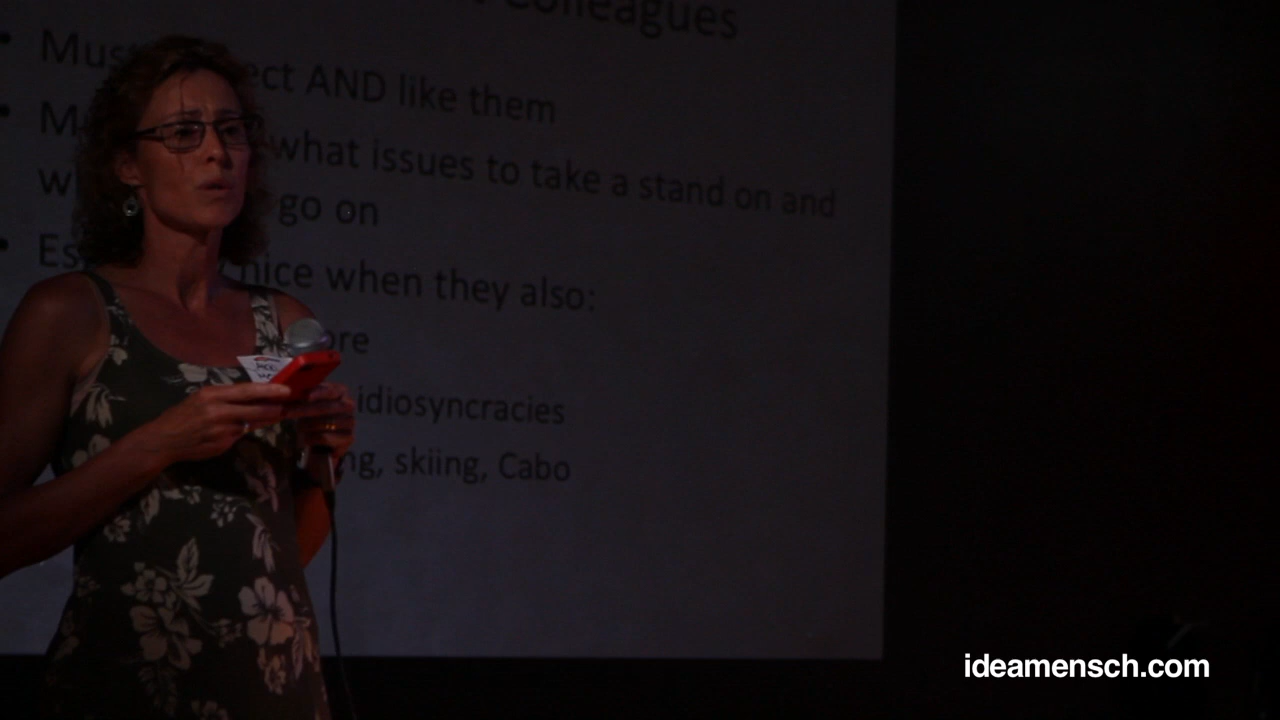 Colleagues
• Mus ect AND like them
• M what issues to take a stand on and
w go on
• Es nice when they also:
ore
idiosyncracies
ng, skiing, Cabo
ideamensch.com